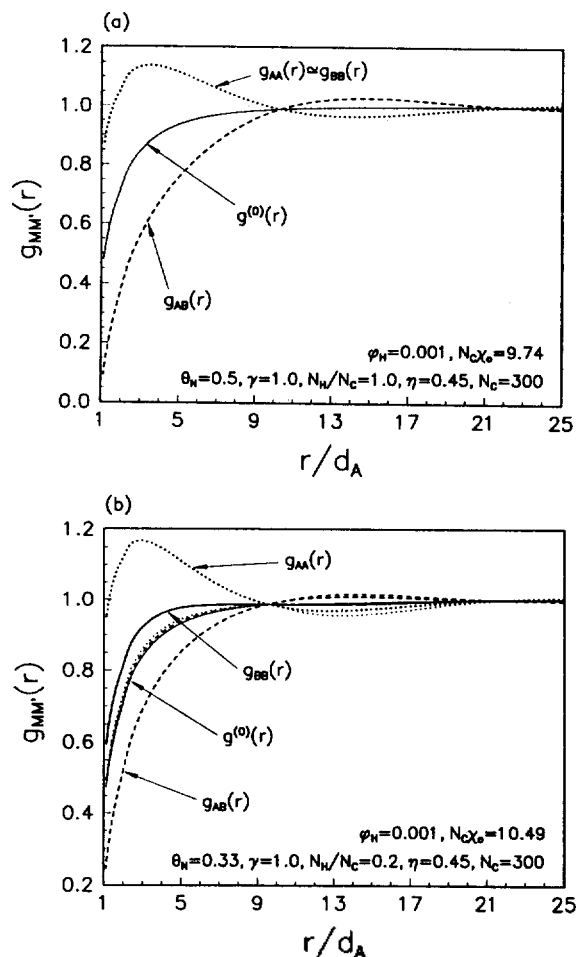 (a)
1.2
1.0
0.8
0.6
0.4
0.2
0.0
g_MM'(r)
g_AA(r)≃g_BB(r)
g^(0)(r)
g_AB(r)
φ_H=0.001, N_Cχ_o=9.74
θ_N=0.5, γ=1.0, N_H/N_C=1.0, η=0.45, N_C=300
1 5 9 13 17 21 25
r/d_A
(b)
1.2
1.0
0.8
0.6
0.4
0.2
g_MM'(r)
g_AA(r)
g_BB(r)
g^(0)(r)
g_AB(r)
φ_H=0.001, N_Cχ_o=10.49
θ_N=0.33, γ=1.0, N_H/N_C=0.2, η=0.45, N_C=300
1 5 9 13 17 21 25
r/d_A